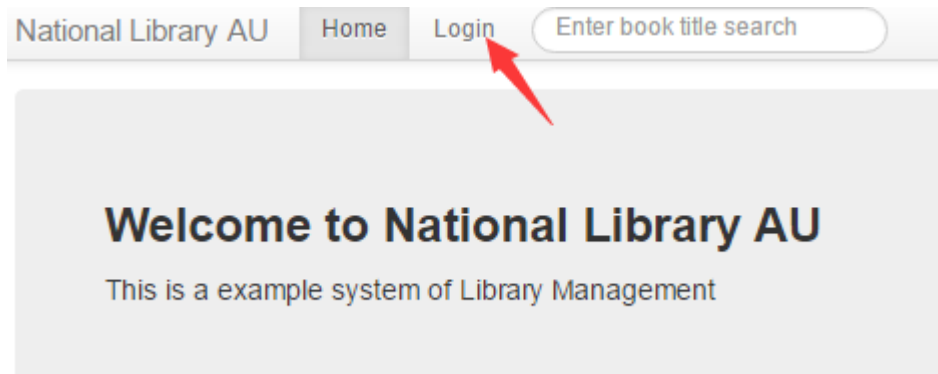 National Library AU Home Login Enter book title search
Welcome to National Library AU
This is a example system of Library Management